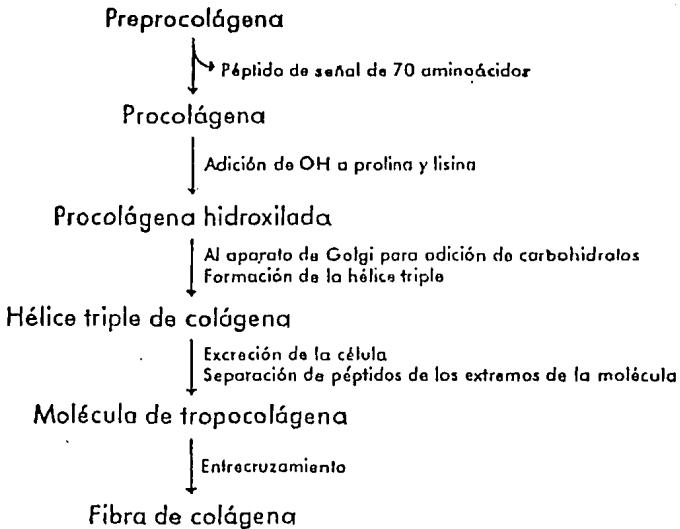 Preprocolágena
Péptido de señal de 70 aminoácidor
Procolágena
Adición de OH a prolina y lisina
Procolágena hidroxilada
Al aparato de Golgi para adición de carbohidratos
Formación de la hélice triple
Hélice triple de colágena
Excreción de la célula
Separación de péptidos de los extremos de la molécula
Molécula de tropocolágena
Entrecruzamiento
Fibra de colágena